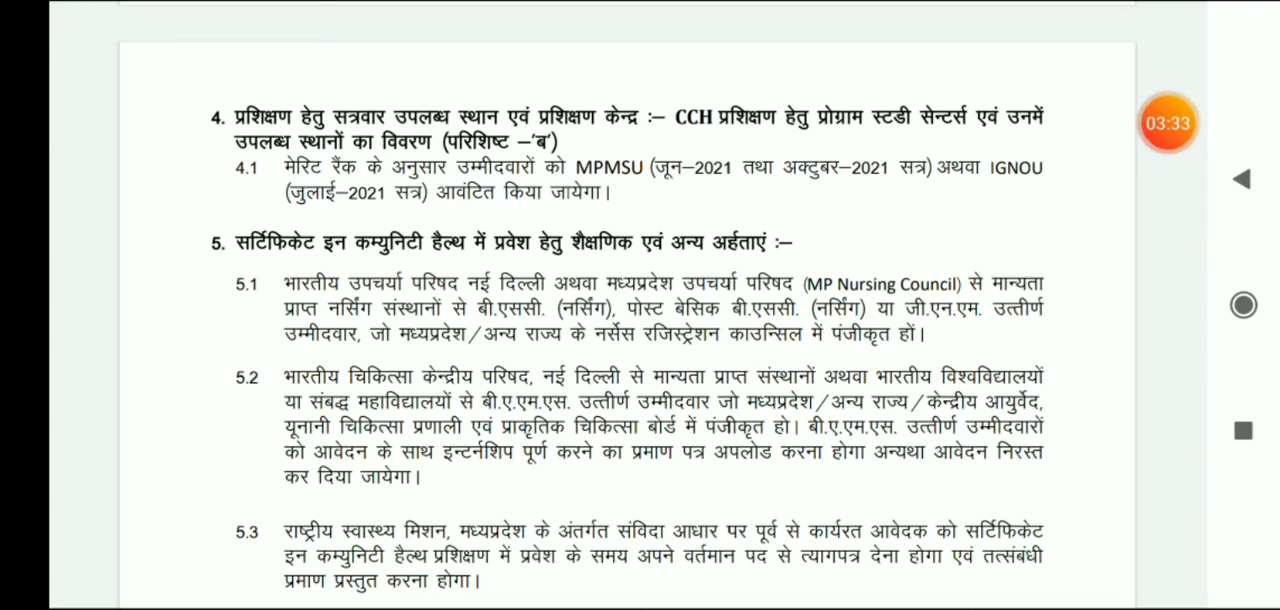 4. प्रशिक्षण हेतु सत्रवार उपलब्ध स्थान एवं प्रशिक्षण केन्द्र :– CCH प्रशिक्षण हेतु प्रोग्राम स्टडी सेन्टर्स एवं उनमें
उपलब्ध स्थानों का विवरण (परिशिष्ट –'ब')
4.1 मेरिट रैंक के अनुसार उम्मीदवारों को MPMSU (जून–2021 तथा अक्टुबर–2021 सत्र) अथवा IGNOU
(जुलाई–2021 सत्र) आवंटित किया जायेगा।
5. सर्टिफिकेट इन कम्युनिटी हैल्थ में प्रवेश हेतु शैक्षणिक एवं अन्य अर्हताएं :–
5.1 भारतीय उपचर्या परिषद नई दिल्ली अथवा मध्यप्रदेश उपचर्या परिषद (MP Nursing Council) से मान्यता
प्राप्त नर्सिंग संस्थानों से बी.एससी. (नर्सिंग), पोस्ट बेसिक बी.एससी. (नर्सिंग) या जी.एन.एम. उत्तीर्ण
उम्मीदवार, जो मध्यप्रदेश/अन्य राज्य के नर्सेस रजिस्ट्रेशन काउन्सिल में पंजीकृत हों।
5.2 भारतीय चिकित्सा केन्द्रीय परिषद, नई दिल्ली से मान्यता प्राप्त संस्थानों अथवा भारतीय विश्वविद्यालयों
या संबद्ध महाविद्यालयों से बी.ए.एम.एस. उत्तीर्ण उम्मीदवार जो मध्यप्रदेश/अन्य राज्य/केन्द्रीय आयुर्वेद,
यूनानी चिकित्सा प्रणाली एवं प्राकृतिक चिकित्सा बोर्ड में पंजीकृत हो। बी.ए.एम.एस. उत्तीर्ण उम्मीदवारों
को आवेदन के साथ इन्टर्नशिप पूर्ण करने का प्रमाण पत्र अपलोड करना होगा अन्यथा आवेदन निरस्त
कर दिया जायेगा।
5.3 राष्ट्रीय स्वास्थ्य मिशन, मध्यप्रदेश के अंतर्गत संविदा आधार पर पूर्व से कार्यरत आवेदक को सर्टिफिकेट
इन कम्युनिटी हैल्थ प्रशिक्षण में प्रवेश के समय अपने वर्तमान पद से त्यागपत्र देना होगा एवं तत्संबंधी
प्रमाण प्रस्तुत करना होगा।
03:33